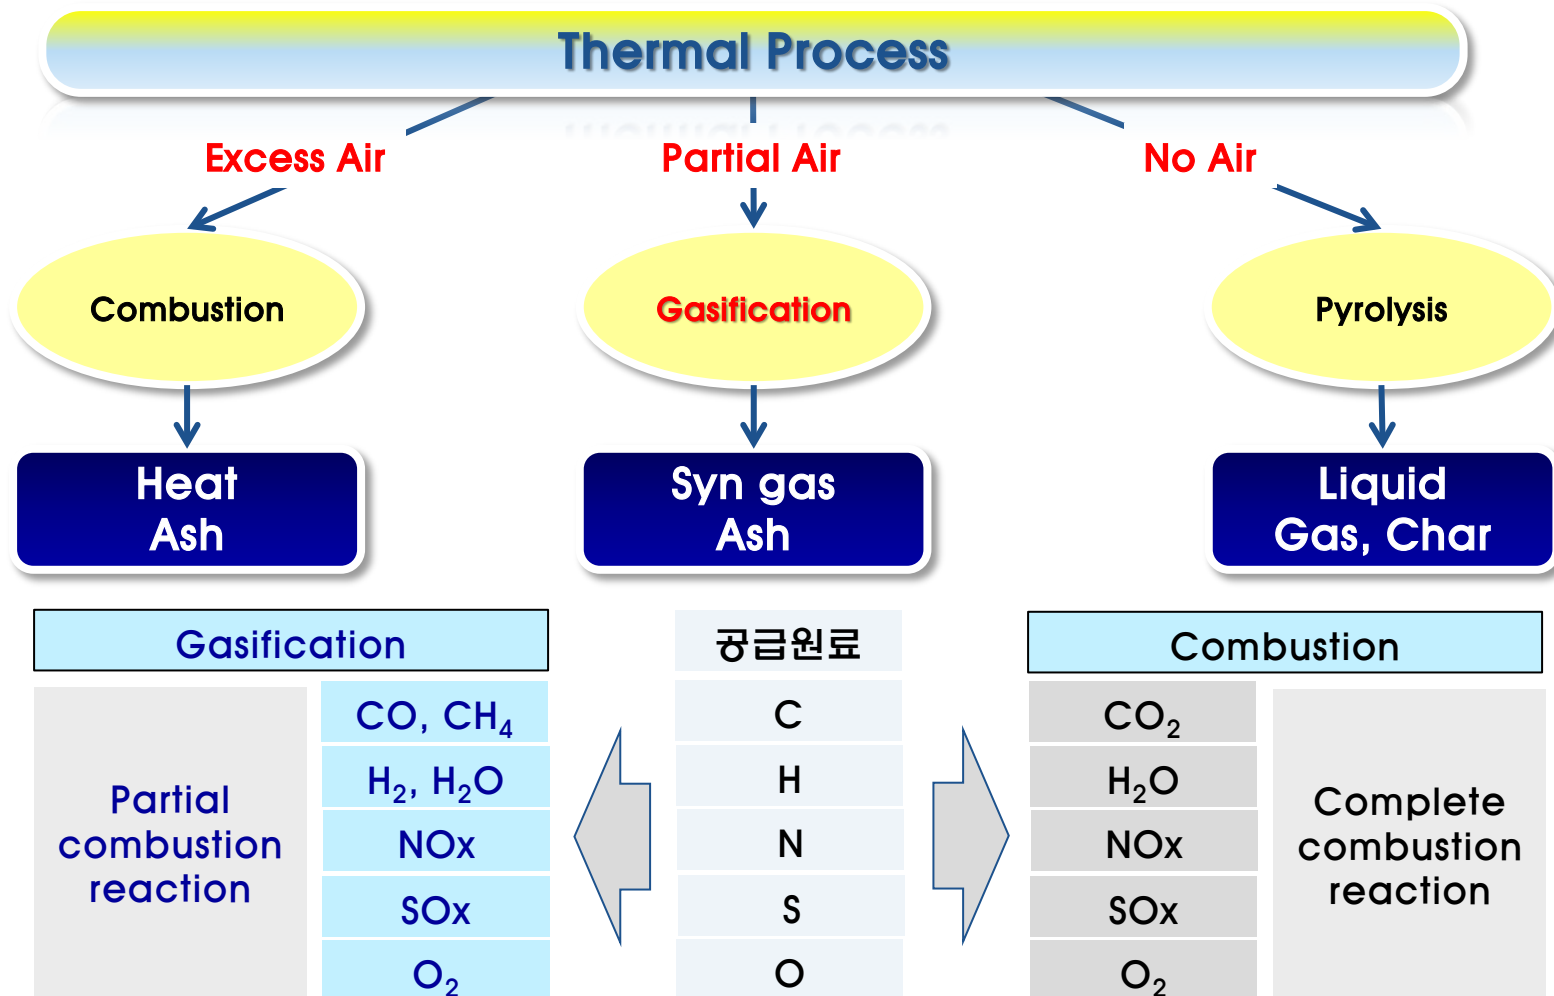 Thermal Process
Excess Air
Partial Air
No Air
Combustion
Gasification
Pyrolysis
Heat
Ash
Syn gas
Ash
Liquid
Gas, Char
Gasification
공급원료
Combustion
Partial
combustion
reaction
CO, CH₄
H₂, H₂O
NOx
SOx
O₂
C
H
N
S
O
CO₂
H₂O
NOx
SOx
O₂
Complete
combustion
reaction